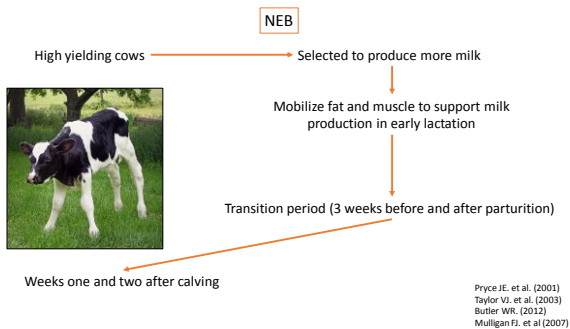 NEB
High yielding cows
Selected to produce more milk
Mobilize fat and muscle to support milk
production in early lactation
Transition period (3 weeks before and after parturition)
Weeks one and two after calving
Pryce JE. et al. (2001)
Taylor VJ. et al. (2003)
Butler WR. (2012)
Mulligan FJ. et al (2007)